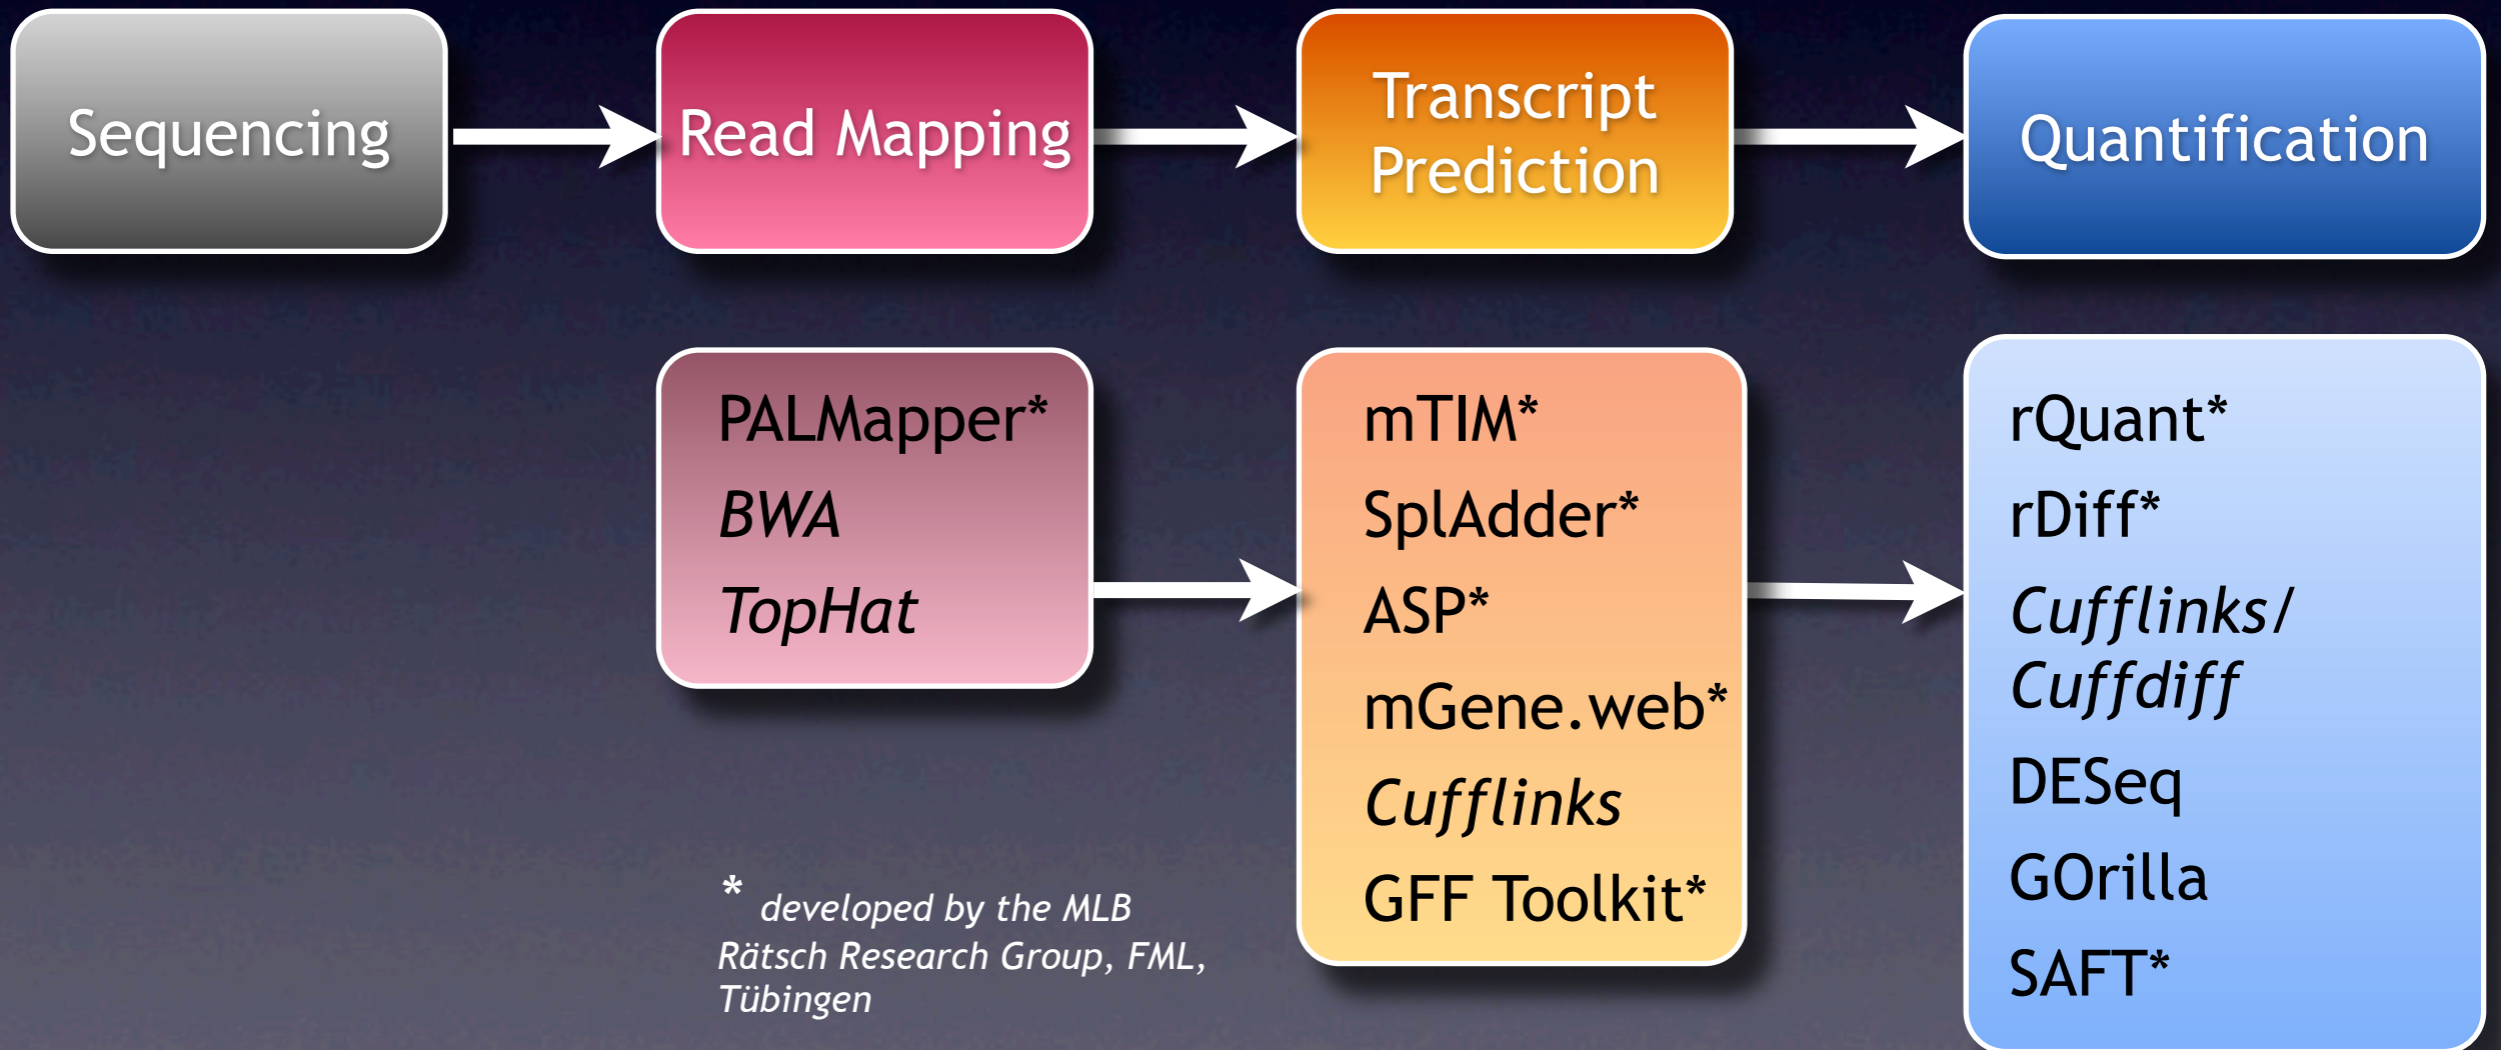 Sequencing
Read Mapping
Transcript
Prediction
Quantification
PALMapper*
BWA
TopHat
mTIM*
SplAdder*
ASP*
mGene.web*
Cufflinks
GFF Toolkit*
rQuant*
rDiff*
Cufflinks/
Cuffdiff
DESeq
GOrilla
SAFT*
* developed by the MLB
Rätsch Research Group, FML,
Tübingen